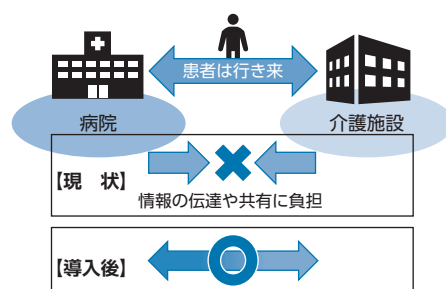 患者は行き来
病院
介護施設
【現　状】
情報の伝達や共有に負担
【導入後】